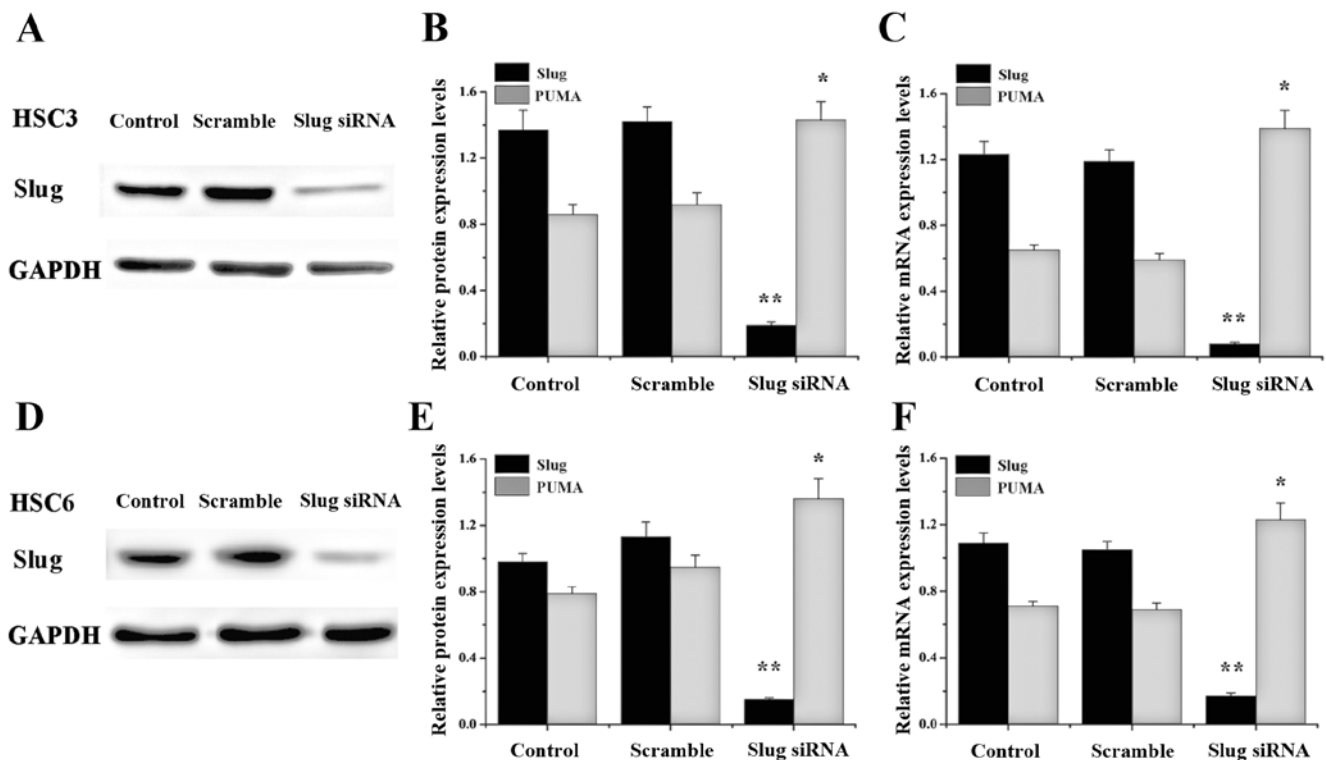 A
HSC3
Control Scramble Slug siRNA
Slug
GAPDH
B
Slug
PUMA
Relative protein expression levels
1.6
1.2
0.8
0.4
0.0
*
**
Control Scramble Slug siRNA
C
Slug
PUMA
Relative mRNA expression levels
1.6
1.2
0.8
0.4
0.0
*
**
Control Scramble Slug siRNA
D
HSC6
Control Scramble Slug siRNA
Slug
GAPDH
E
Slug
PUMA
Relative protein expression levels
1.6
1.2
0.8
0.4
0.0
*
**
Control Scramble Slug siRNA
F
Slug
PUMA
Relative mRNA expression levels
1.6
1.2
0.8
0.4
0.0
*
**
Control Scramble Slug siRNA